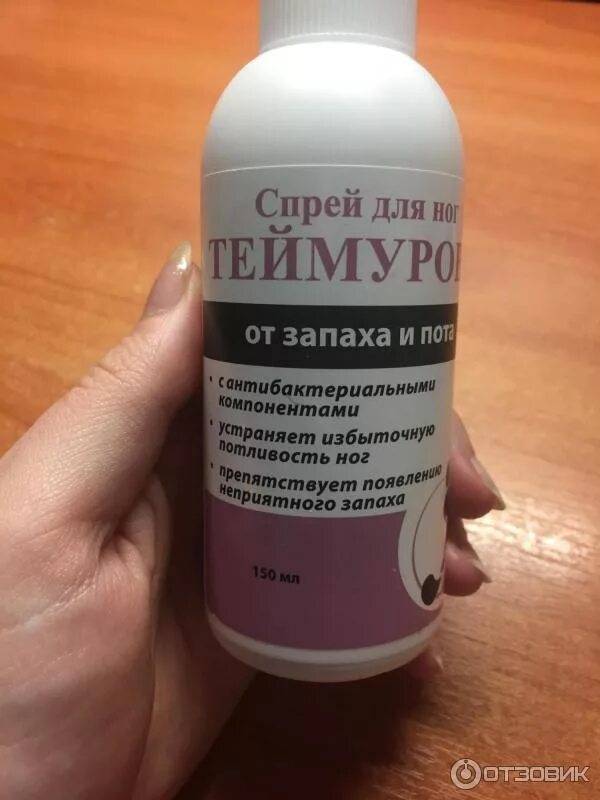 Спрей для ног
ТЕЙМУРОВ
от запаха и пота
• с антибактериальными
компонентами
• устраняет избыточную
потливость ног
• препятствует появлению
неприятного запаха
150 мл
ОТЗОВИК